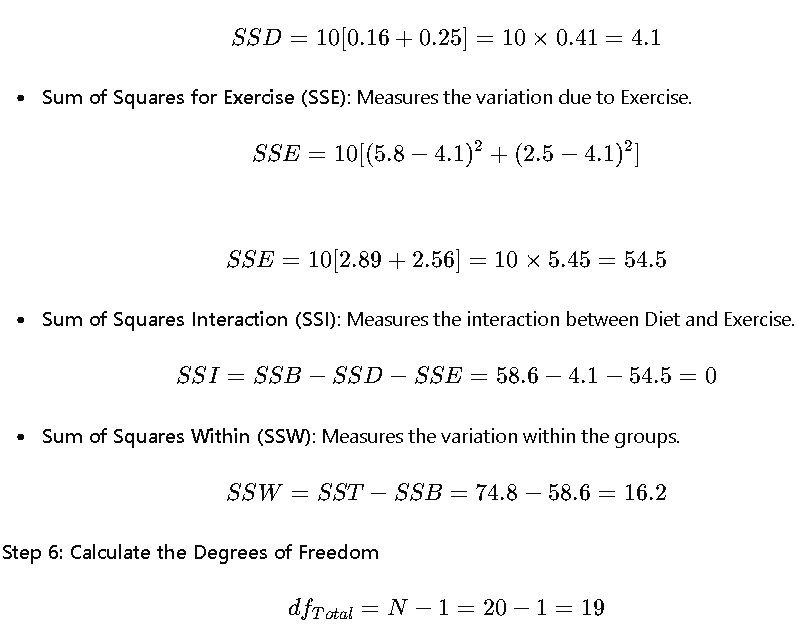 SSD = 10[0.16 + 0.25] = 10 × 0.41 = 4.1
• Sum of Squares for Exercise (SSE): Measures the variation due to Exercise.
SSE = 10[(5.8 − 4.1)² + (2.5 − 4.1)²]
SSE = 10[2.89 + 2.56] = 10 × 5.45 = 54.5
• Sum of Squares Interaction (SSI): Measures the interaction between Diet and Exercise.
SSI = SSB − SSD − SSE = 58.6 − 4.1 − 54.5 = 0
• Sum of Squares Within (SSW): Measures the variation within the groups.
SSW = SST − SSB = 74.8 − 58.6 = 16.2
Step 6: Calculate the Degrees of Freedom
df_Total = N − 1 = 20 − 1 = 19